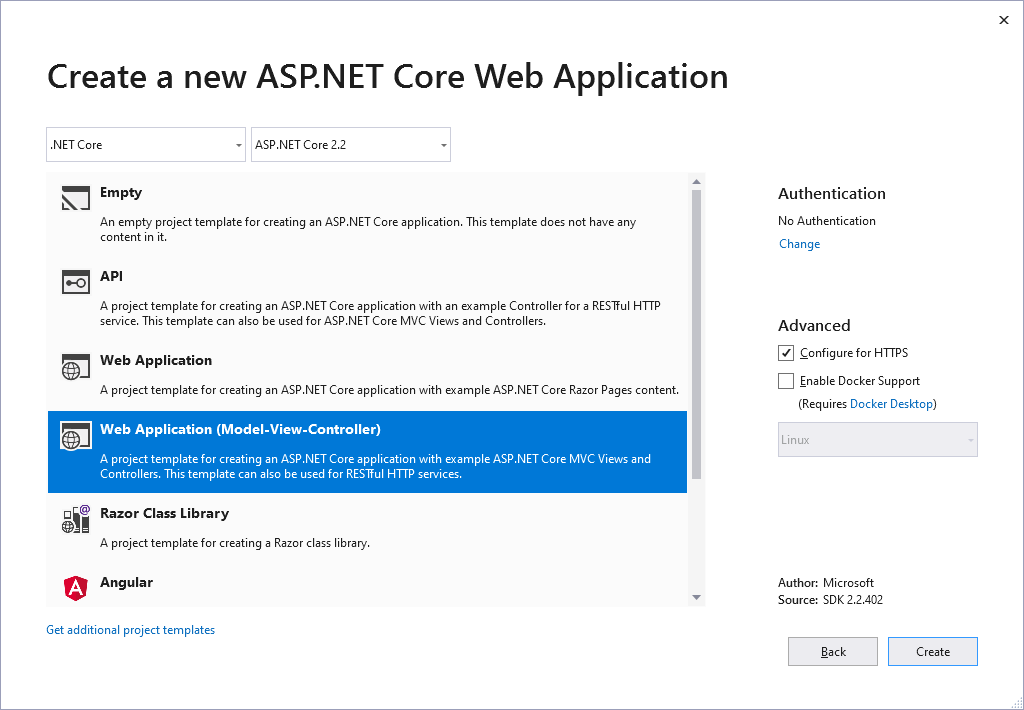 Create a new ASP.NET Core Web Application
.NET Core
ASP.NET Core 2.2
Empty
An empty project template for creating an ASP.NET Core application. This template does not have any
content in it.
API
A project template for creating an ASP.NET Core application with an example Controller for a RESTful HTTP
service. This template can also be used for ASP.NET Core MVC Views and Controllers.
Web Application
A project template for creating an ASP.NET Core application with example ASP.NET Core Razor Pages content.
Web Application (Model-View-Controller)
A project template for creating an ASP.NET Core application with example ASP.NET Core MVC Views and
Controllers. This template can also be used for RESTful HTTP services.
Razor Class Library
A project template for creating a Razor class library.
Angular
Get additional project templates
Authentication
No Authentication
Change
Advanced
Configure for HTTPS
Enable Docker Support
(Requires Docker Desktop)
Linux
Author: Microsoft
Source: SDK 2.2.402
Back
Create